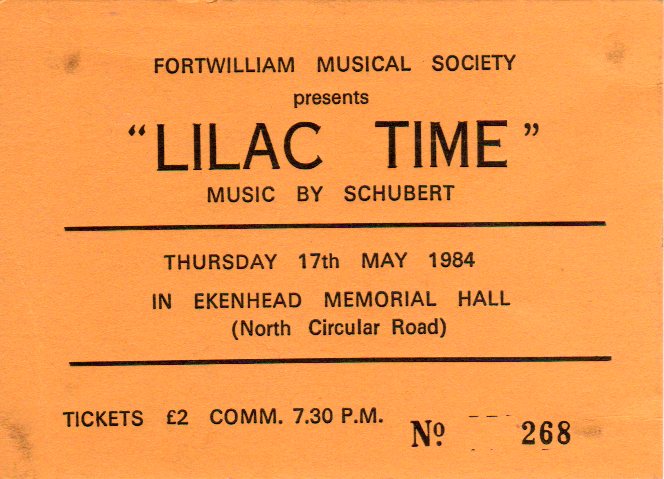 FORTWILLIAM MUSICAL SOCIETY
presents
"LILAC TIME"
MUSIC BY SCHUBERT
THURSDAY 17th MAY 1984
IN EKENHEAD MEMORIAL HALL
(North Circular Road)
TICKETS £2 COMM. 7.30 P.M.
Nº 268